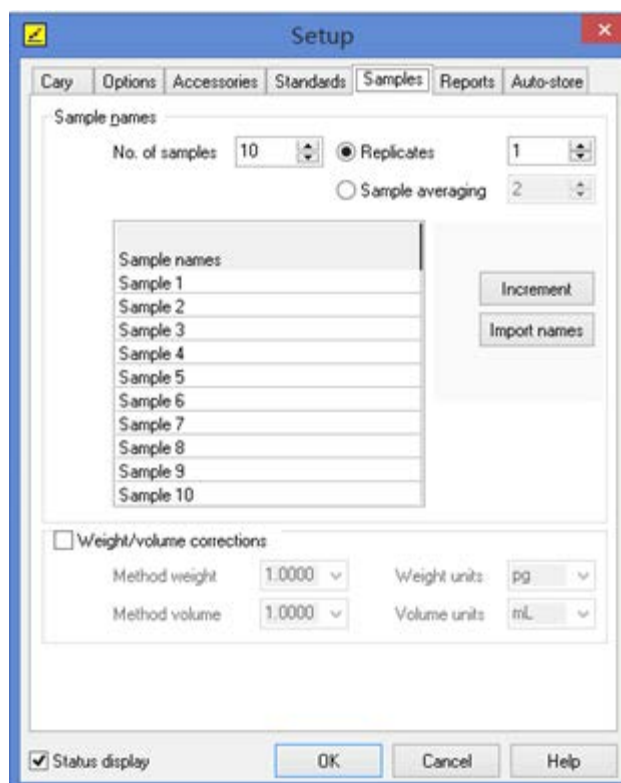 Setup
Cary Options Accessories Standards Samples Reports Auto-store
Sample names
No. of samples 10 Replicates 1
Sample averaging 2
Sample names
Sample 1
Sample 2
Sample 3
Sample 4
Sample 5
Sample 6
Sample 7
Sample 8
Sample 9
Sample 10
Increment
Import names
Weight/volume corrections
Method weight 1.0000 Weight units pg
Method volume 1.0000 Volume units mL
Status display OK Cancel Help